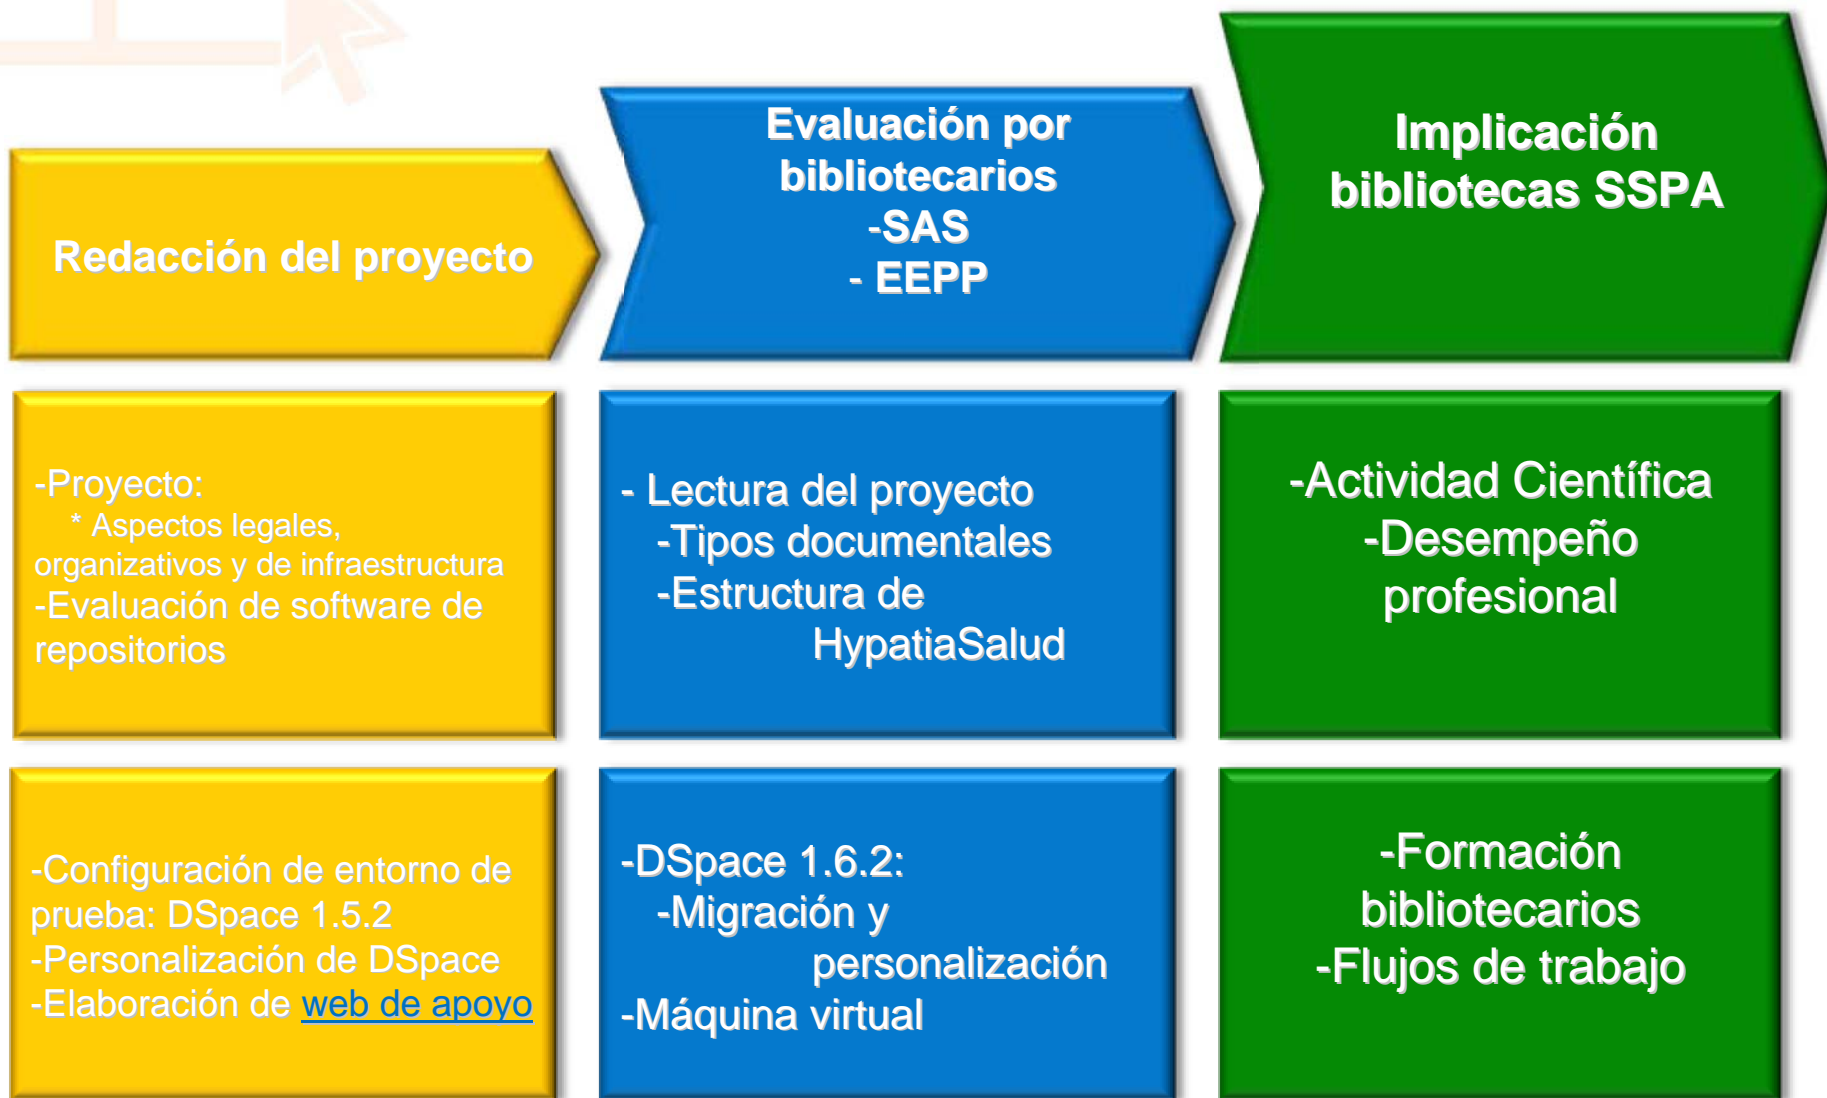 Redacción del proyecto
Evaluación por
bibliotecarios
-SAS
- EEPP
Implicación
bibliotecas SSPA
-Proyecto:
* Aspectos legales,
organizativos y de infraestructura
-Evaluación de software de
repositorios
- Lectura del proyecto
-Tipos documentales
-Estructura de
HypatiaSalud
-Actividad Científica
-Desempeño
profesional
-Configuración de entorno de
prueba: DSpace 1.5.2
-Personalización de DSpace
-Elaboración de web de apoyo
-DSpace 1.6.2:
-Migración y
personalización
-Máquina virtual
-Formación
bibliotecarios
-Flujos de trabajo